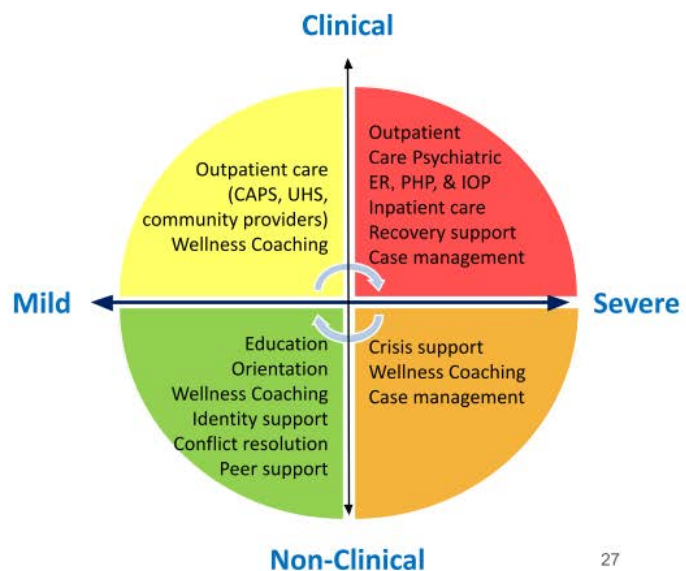 Clinical
Outpatient care
(CAPS, UHS,
community providers)
Wellness Coaching
Outpatient
Care Psychiatric
ER, PHP, & IOP
Inpatient care
Recovery support
Case management
Mild
Severe
Education
Orientation
Wellness Coaching
Identity support
Conflict resolution
Peer support
Crisis support
Wellness Coaching
Case management
Non-Clinical
27